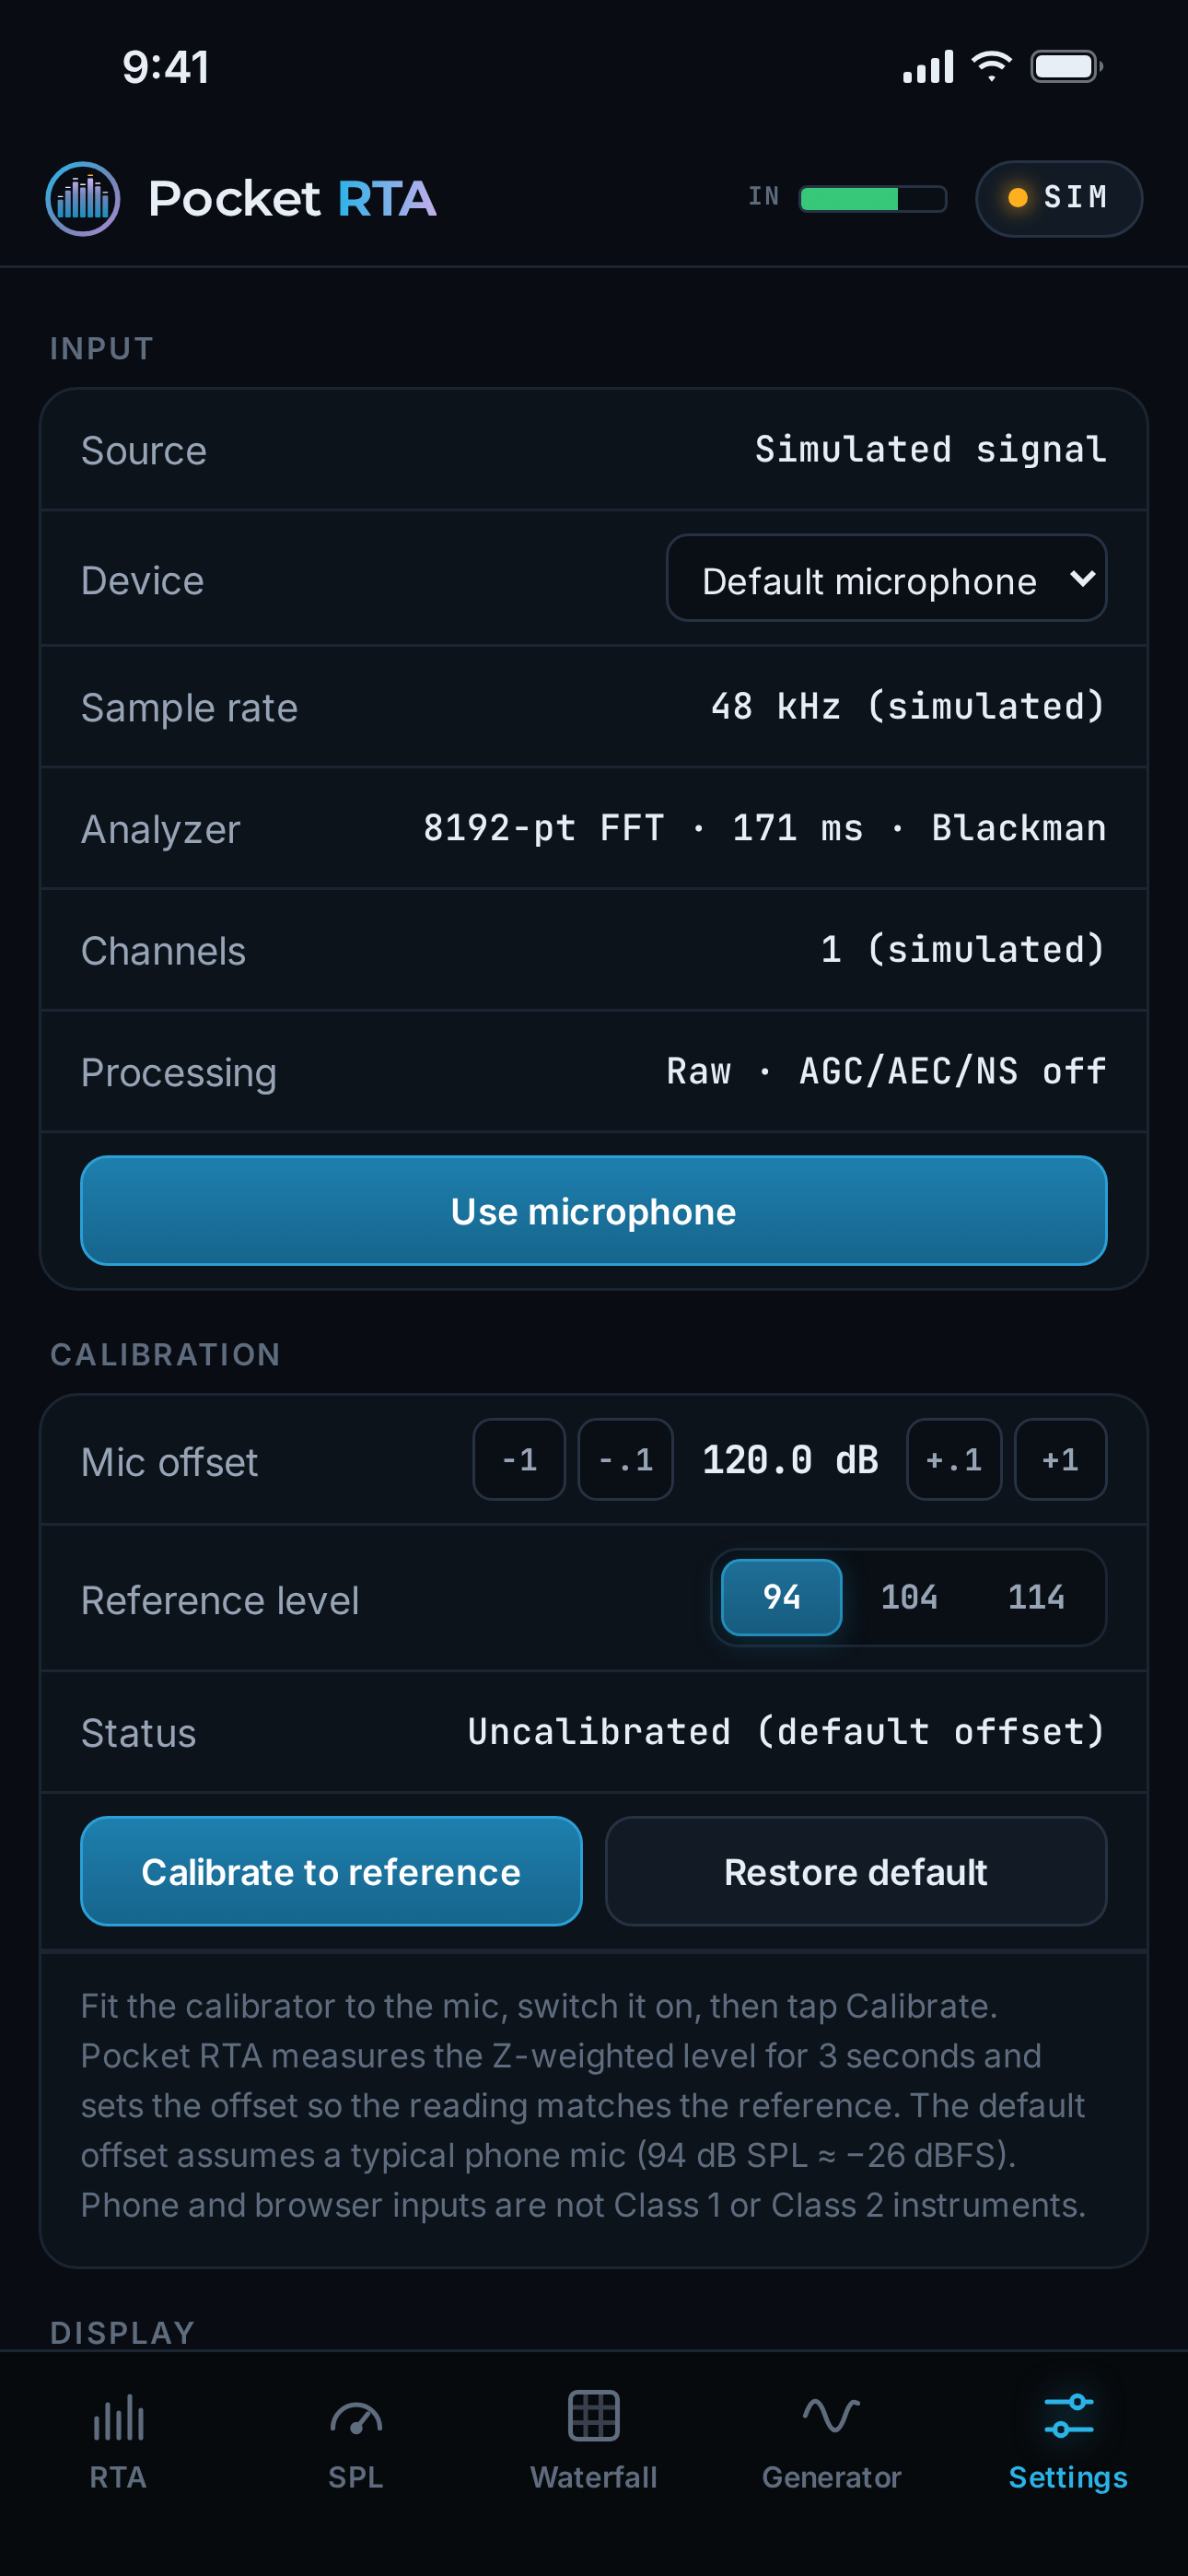 9:41
Pocket RTA
IN
SIM
INPUT
Source Simulated signal
Device Default microphone
Sample rate 48 kHz (simulated)
Analyzer 8192-pt FFT · 171 ms · Blackman
Channels 1 (simulated)
Processing Raw · AGC/AEC/NS off
Use microphone
CALIBRATION
Mic offset -1 -.1 120.0 dB +.1 +1
Reference level 94 104 114
Status Uncalibrated (default offset)
Calibrate to reference Restore default
Fit the calibrator to the mic, switch it on, then tap Calibrate.
Pocket RTA measures the Z-weighted level for 3 seconds and
sets the offset so the reading matches the reference. The default
offset assumes a typical phone mic (94 dB SPL ≈ −26 dBFS).
Phone and browser inputs are not Class 1 or Class 2 instruments.
DISPLAY
RTA SPL Waterfall Generator Settings